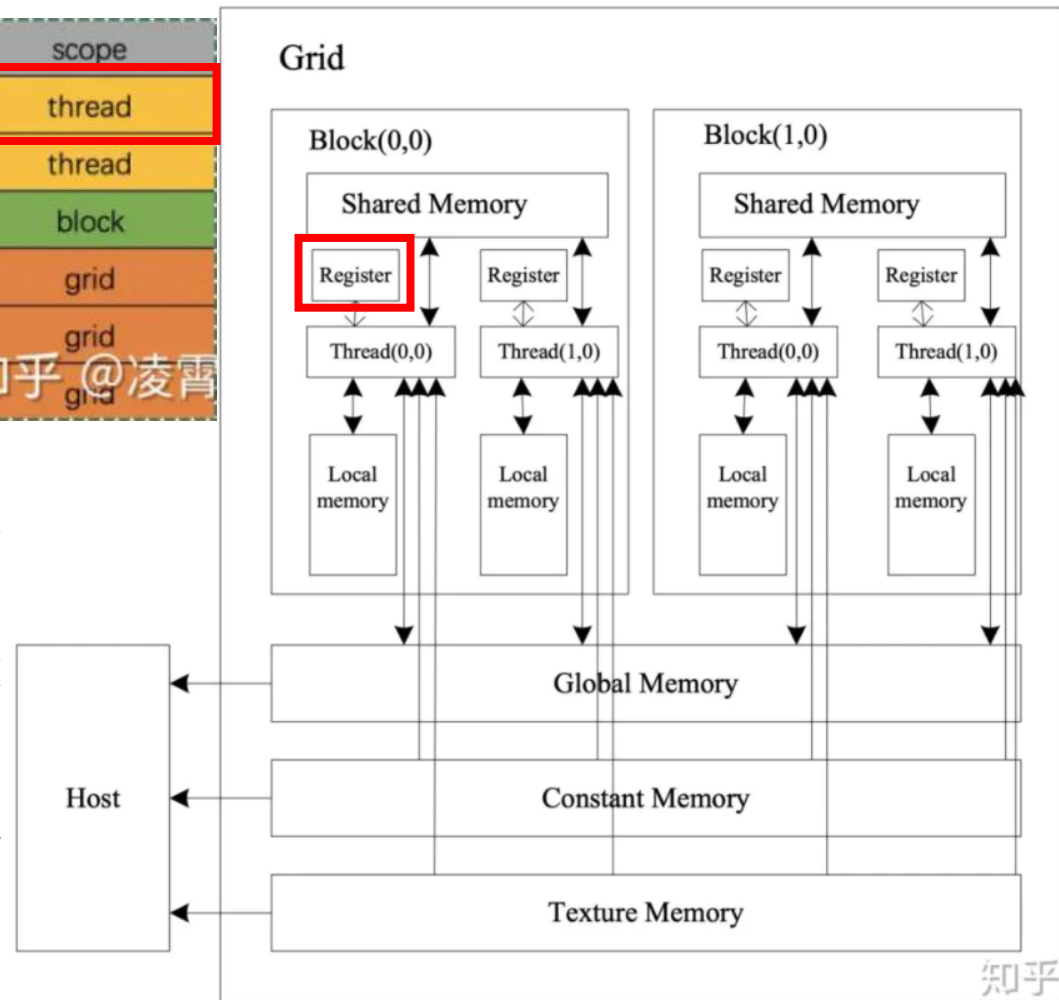 scope
thread
thread
block
grid
grid
grid
知乎 @凌霄
Grid
Block(0,0)
Shared Memory
Register
Register
Thread(0,0)
Thread(1,0)
Local
memory
Local
memory
Block(1,0)
Shared Memory
Register
Register
Thread(0,0)
Thread(1,0)
Local
memory
Local
memory
Host
Global Memory
Constant Memory
Texture Memory
知乎